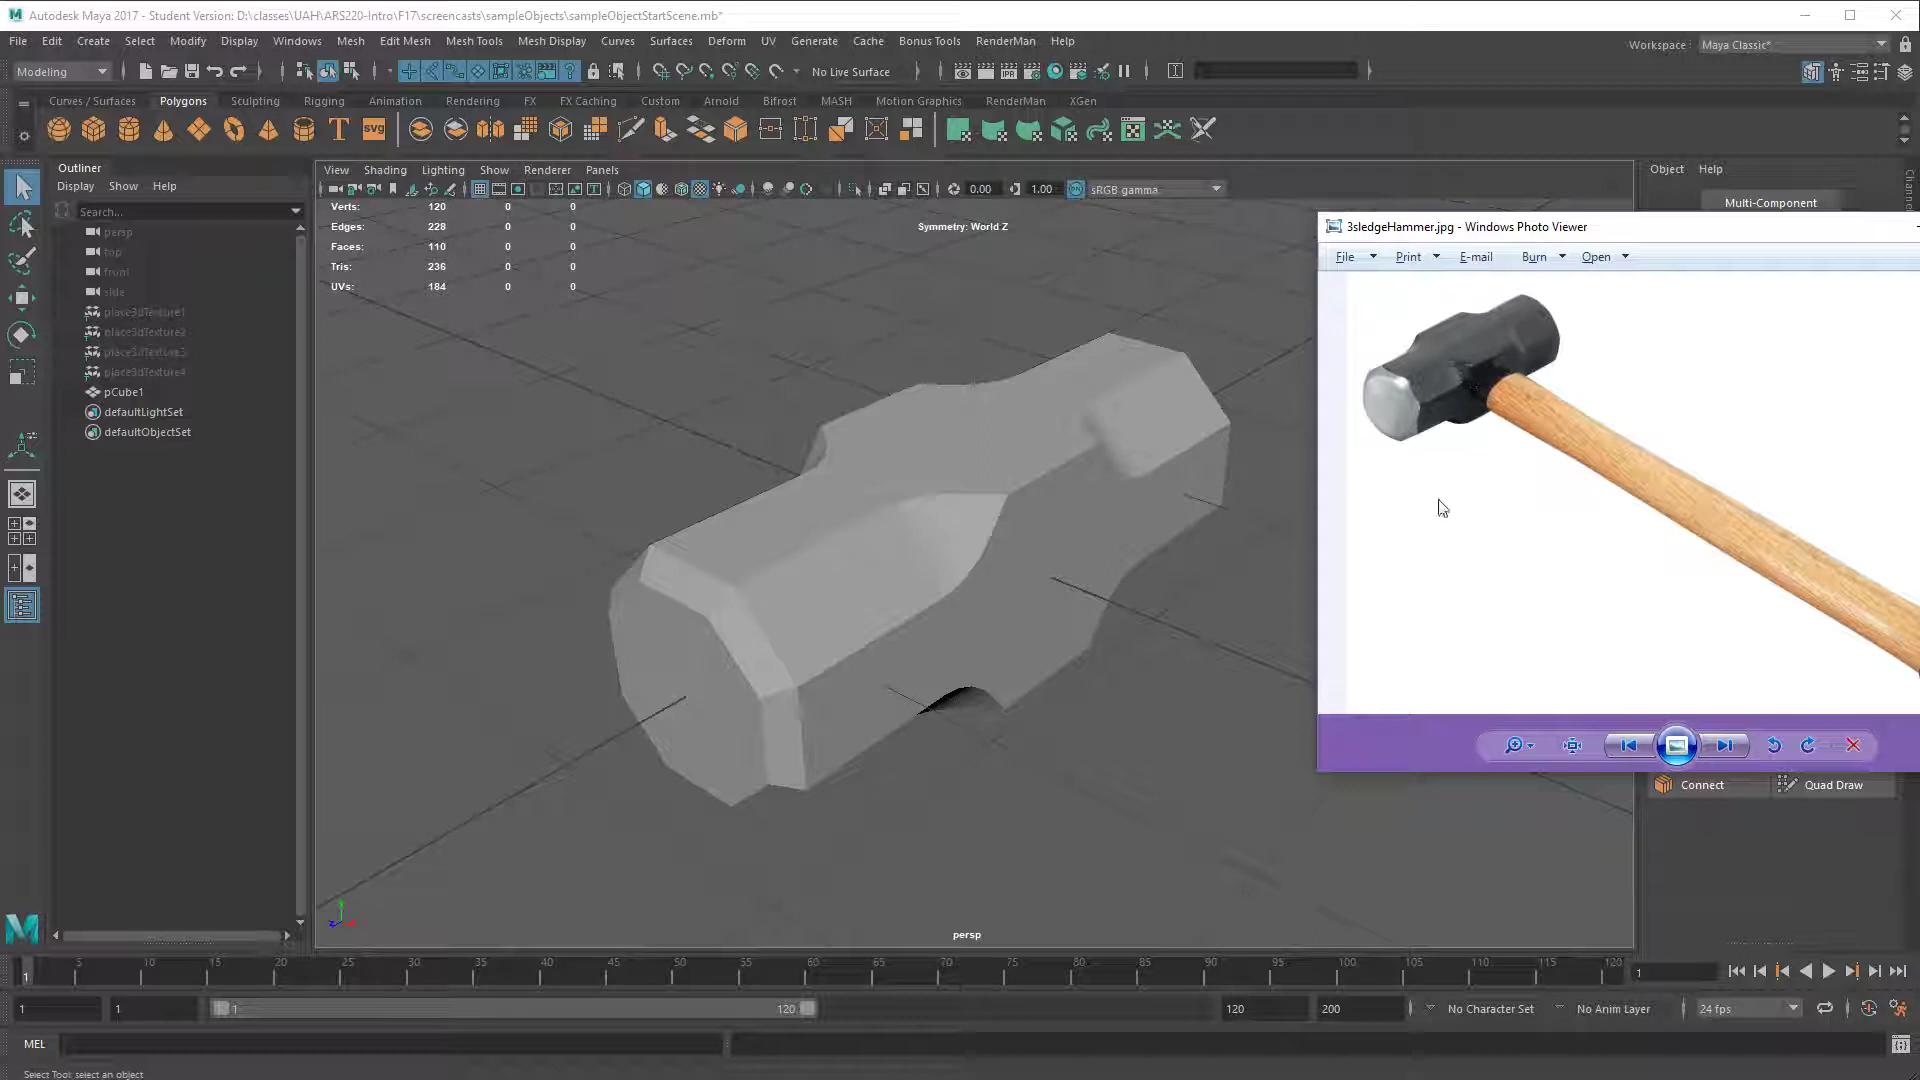 Autodesk Maya 2017 - Student Version: D:\classes\UAH\ARS220-Intro\F17\screencasts\sampleObjects\sampleObjectStartScene.mb*
File Edit Create Select Modify Display Windows Mesh Edit Mesh Mesh Tools Mesh Display Curves Surfaces Deform UV Generate Cache Bonus Tools RenderMan Help
Workspace : Maya Classic*
Modeling
No Live Surface
Curves / Surfaces Polygons Sculpting Rigging Animation Rendering FX FX Caching Custom Arnold Bifrost MASH Motion Graphics RenderMan XGen
T svg
Outliner
Display Show Help
Search...
persp
top
front
side
place3dTexture1
place3dTexture2
place3dTexture3
place3dTexture4
pCube1
defaultLightSet
defaultObjectSet
View Shading Lighting Show Renderer Panels
0.00 1.00 sRGB gamma
Verts: 120 0 0
Edges: 228 0 0
Faces: 110 0 0
Tris: 236 0 0
UVs: 184 0 0
Symmetry: World Z
persp
Object Help
Multi-Component
3sledgeHammer.jpg - Windows Photo Viewer
File Print E-mail Burn Open
Connect Quad Draw
1 5 10 15 20 25 30 35 40 45 50 55 60 65 70 75 80 85 90 95 100 105 110 115 120
1
1 1 1 120 120 200 No Character Set No Anim Layer 24 fps
MEL
Select Tool: select an object